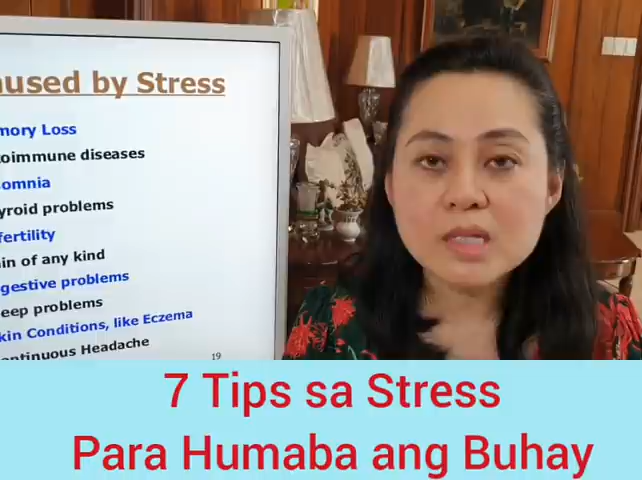 aused by Stress
mory Loss
oimmune diseases
omnia
yroid problems
fertility
in of any kind
gestive problems
eep problems
kin Conditions, like Eczema
ontinuous Headache
19
7 Tips sa Stress
Para Humaba ang Buhay